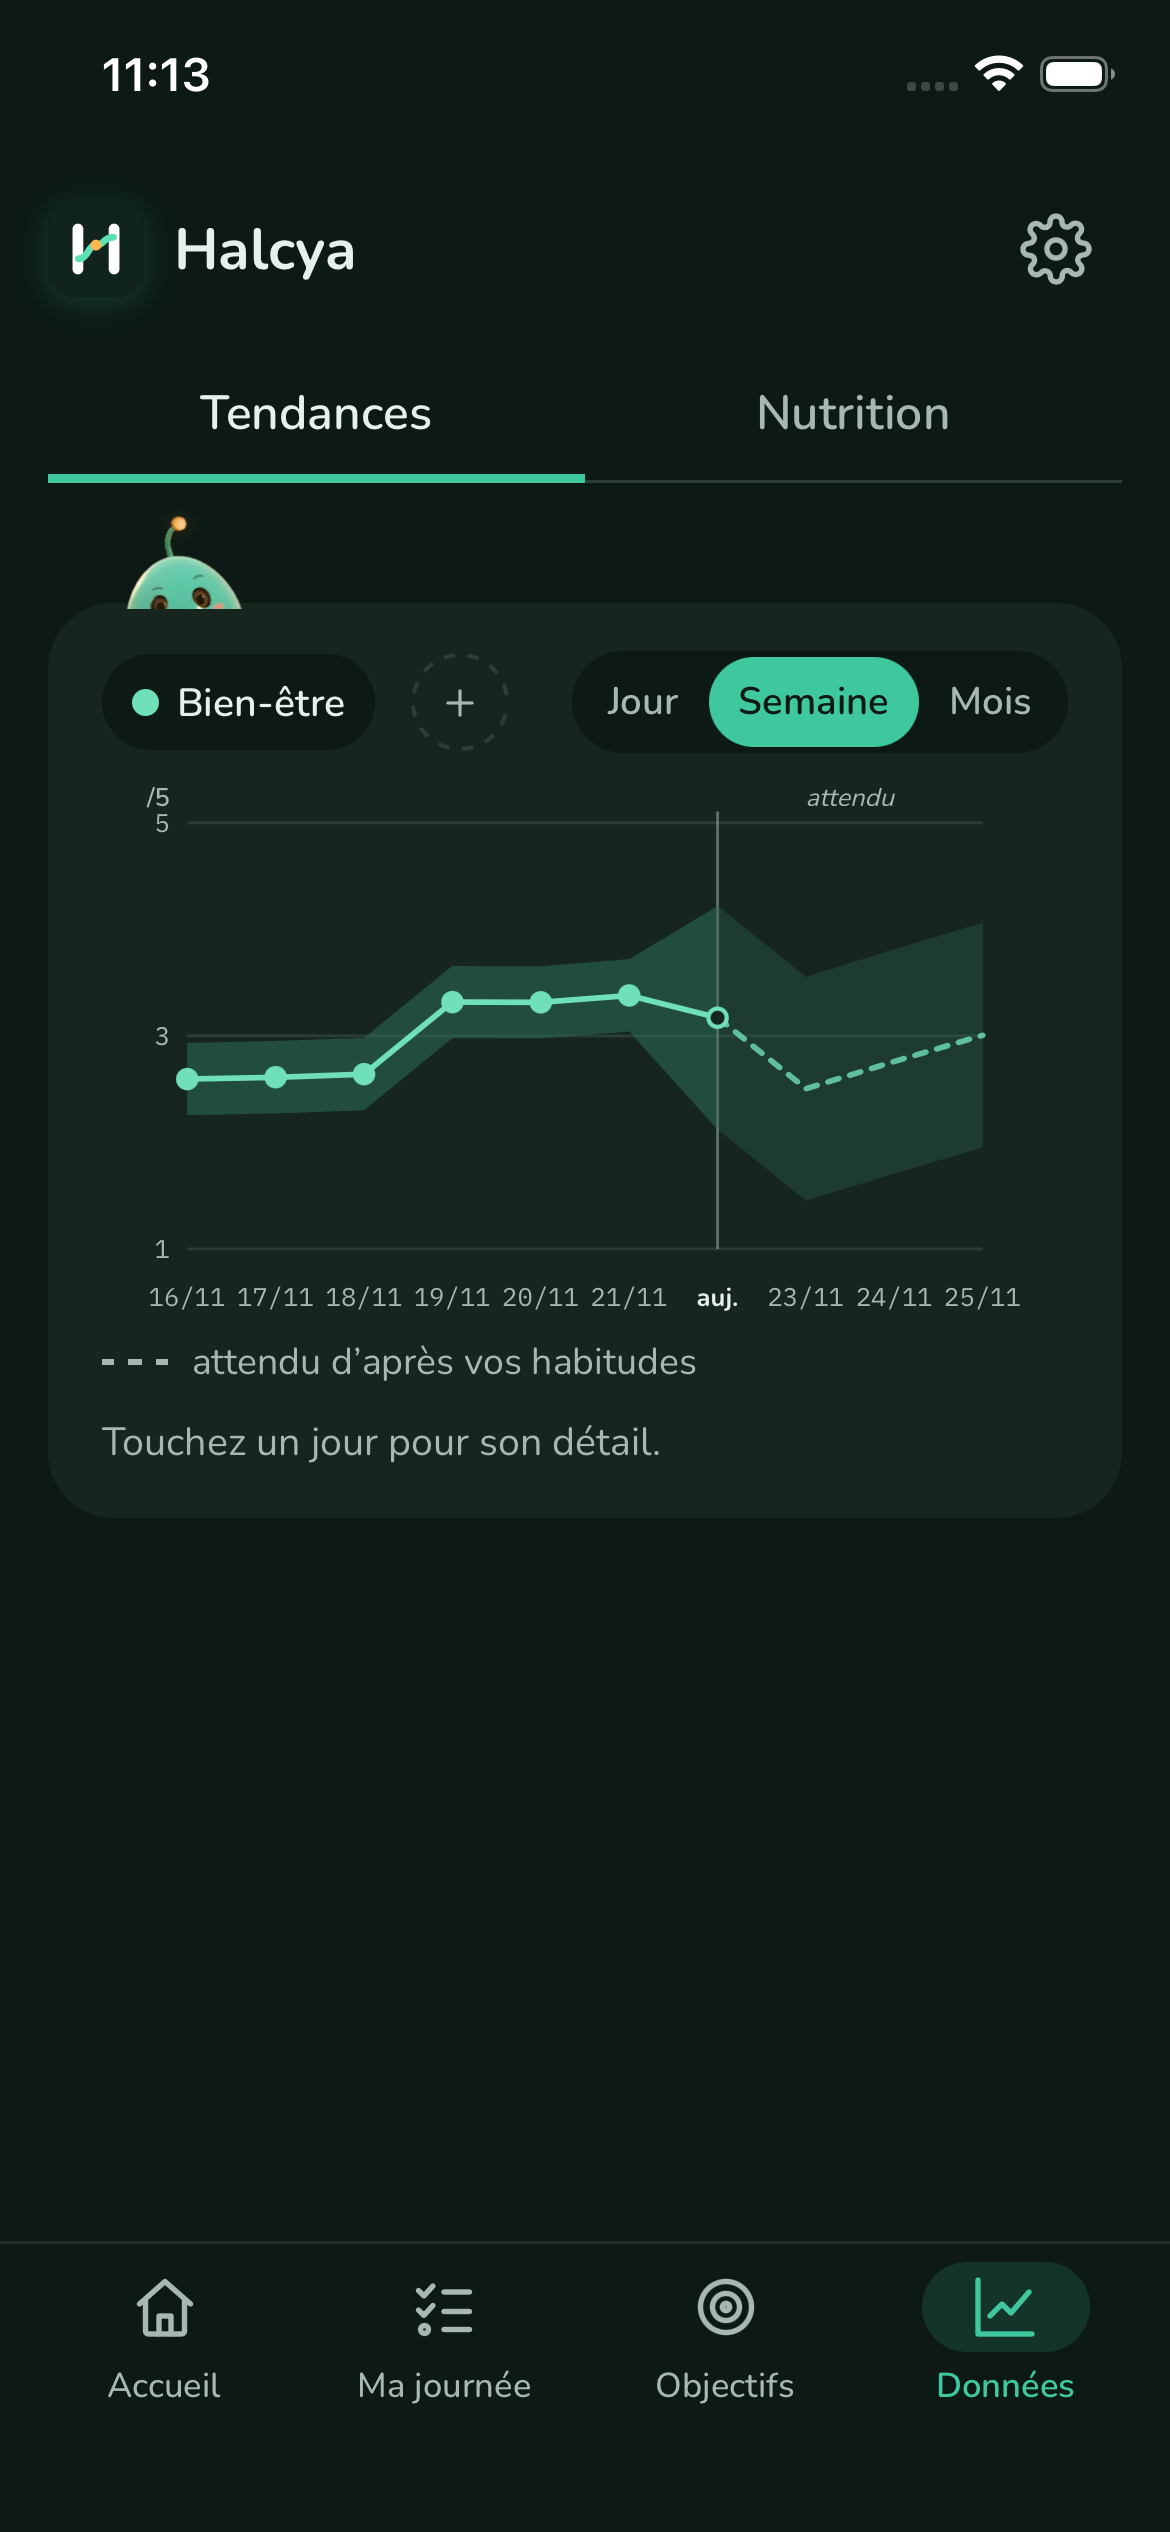 11:13
Halcya
Tendances
Nutrition
Bien-être
+
Jour
Semaine
Mois
/5
attendu
5
3
1
16/11 17/11 18/11 19/11 20/11 21/11 auj. 23/11 24/11 25/11
attendu d’après vos habitudes
Touchez un jour pour son détail.
Accueil
Ma journée
Objectifs
Données